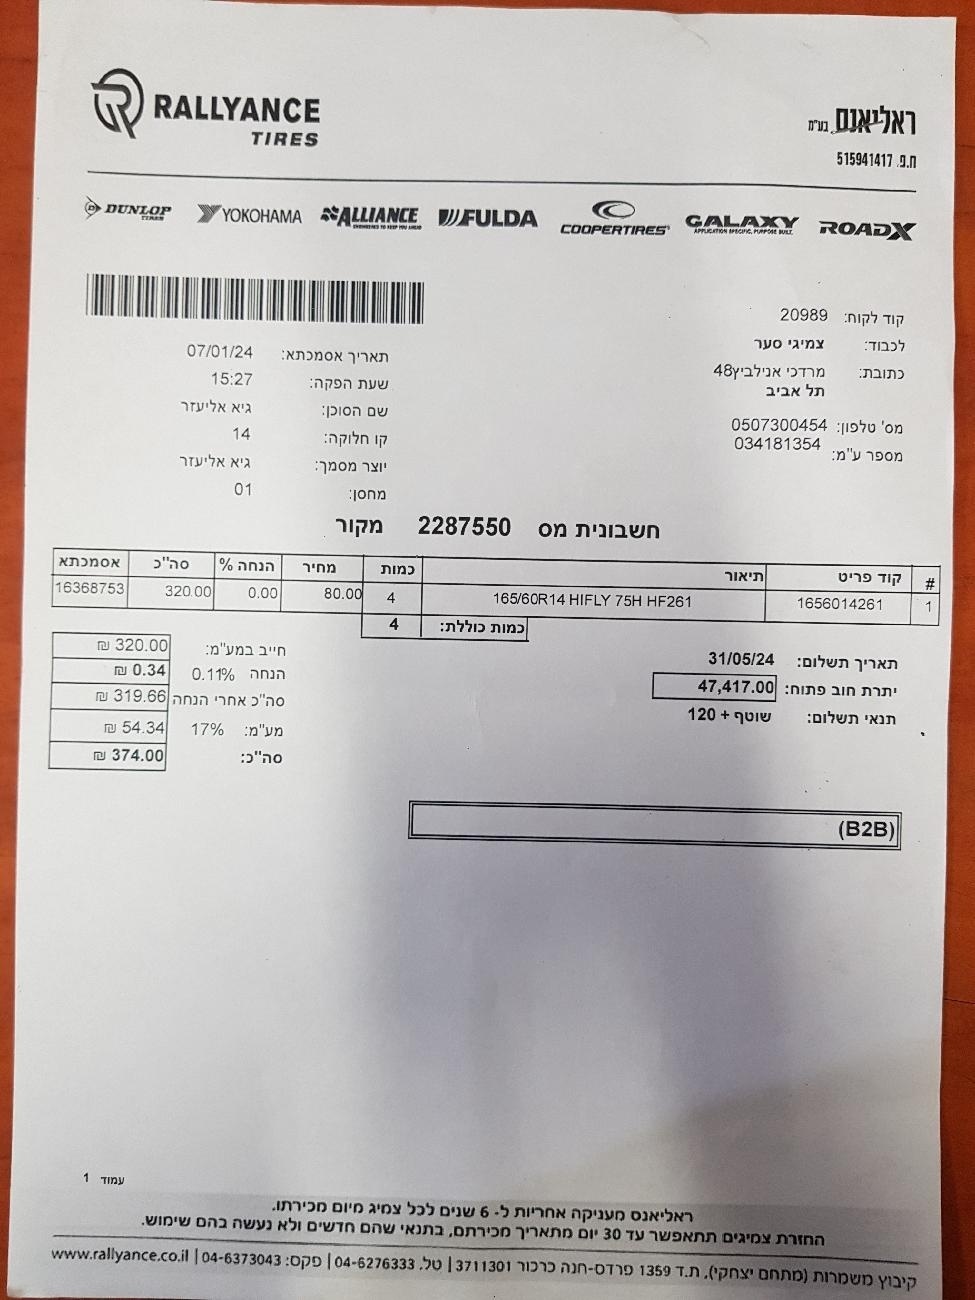 RALLYANCE
TIRES
ראליאנס בע"מ
ח.פ. 515941417
DUNLOP TIRES YOKOHAMA ALLIANCE FULDA COOPERTIRES GALAXY ROADX
APPLICATION SPECIFIC. PURPOSE BUILT.
קוד לקוח: 20989
לכבוד: צמיגי סער
כתובת: מרדכי אנילביץ48
תל אביב
מס' טלפון: 0507300454
מספר ע"מ: 034181354
תאריך אסמכתא: 07/01/24
שעת הפקה: 15:27
שם הסוכן: גיא אליעזר
קו חלוקה: 14
יוצר מסמך: גיא אליעזר
מחסן: 01
חשבונית מס 2287550 מקור
# קוד פריט תיאור כמות מחיר הנחה % סה"כ אסמכתא
1 1656014261 165/60R14 HIFLY 75H HF261 4 80.00 0.00 320.00 16368753
כמות כוללת: 4
תאריך תשלום: 31/05/24
יתרת חוב פתוח: 47,417.00
תנאי תשלום: שוטף + 120
חייב במע"מ: 320.00 ₪
הנחה 0.11% 0.34 ₪
סה"כ אחרי הנחה 319.66 ₪
מע"מ: 17% 54.34 ₪
סה"כ: 374.00 ₪
(B2B)
עמוד 1
ראליאנס מעניקה אחריות ל- 6 שנים לכל צמיג מיום מכירתו.
החזרת צמיגים תתאפשר עד 30 יום מתאריך מכירתם, בתנאי שהם חדשים ולא נעשה בהם שימוש.
קיבוץ משמרות (מתחם יצחקי), ת.ד 1359 פרדס-חנה כרכור 3711301 | טל. 04-6276333 | פקס: 04-6373043 | www.rallyance.co.il